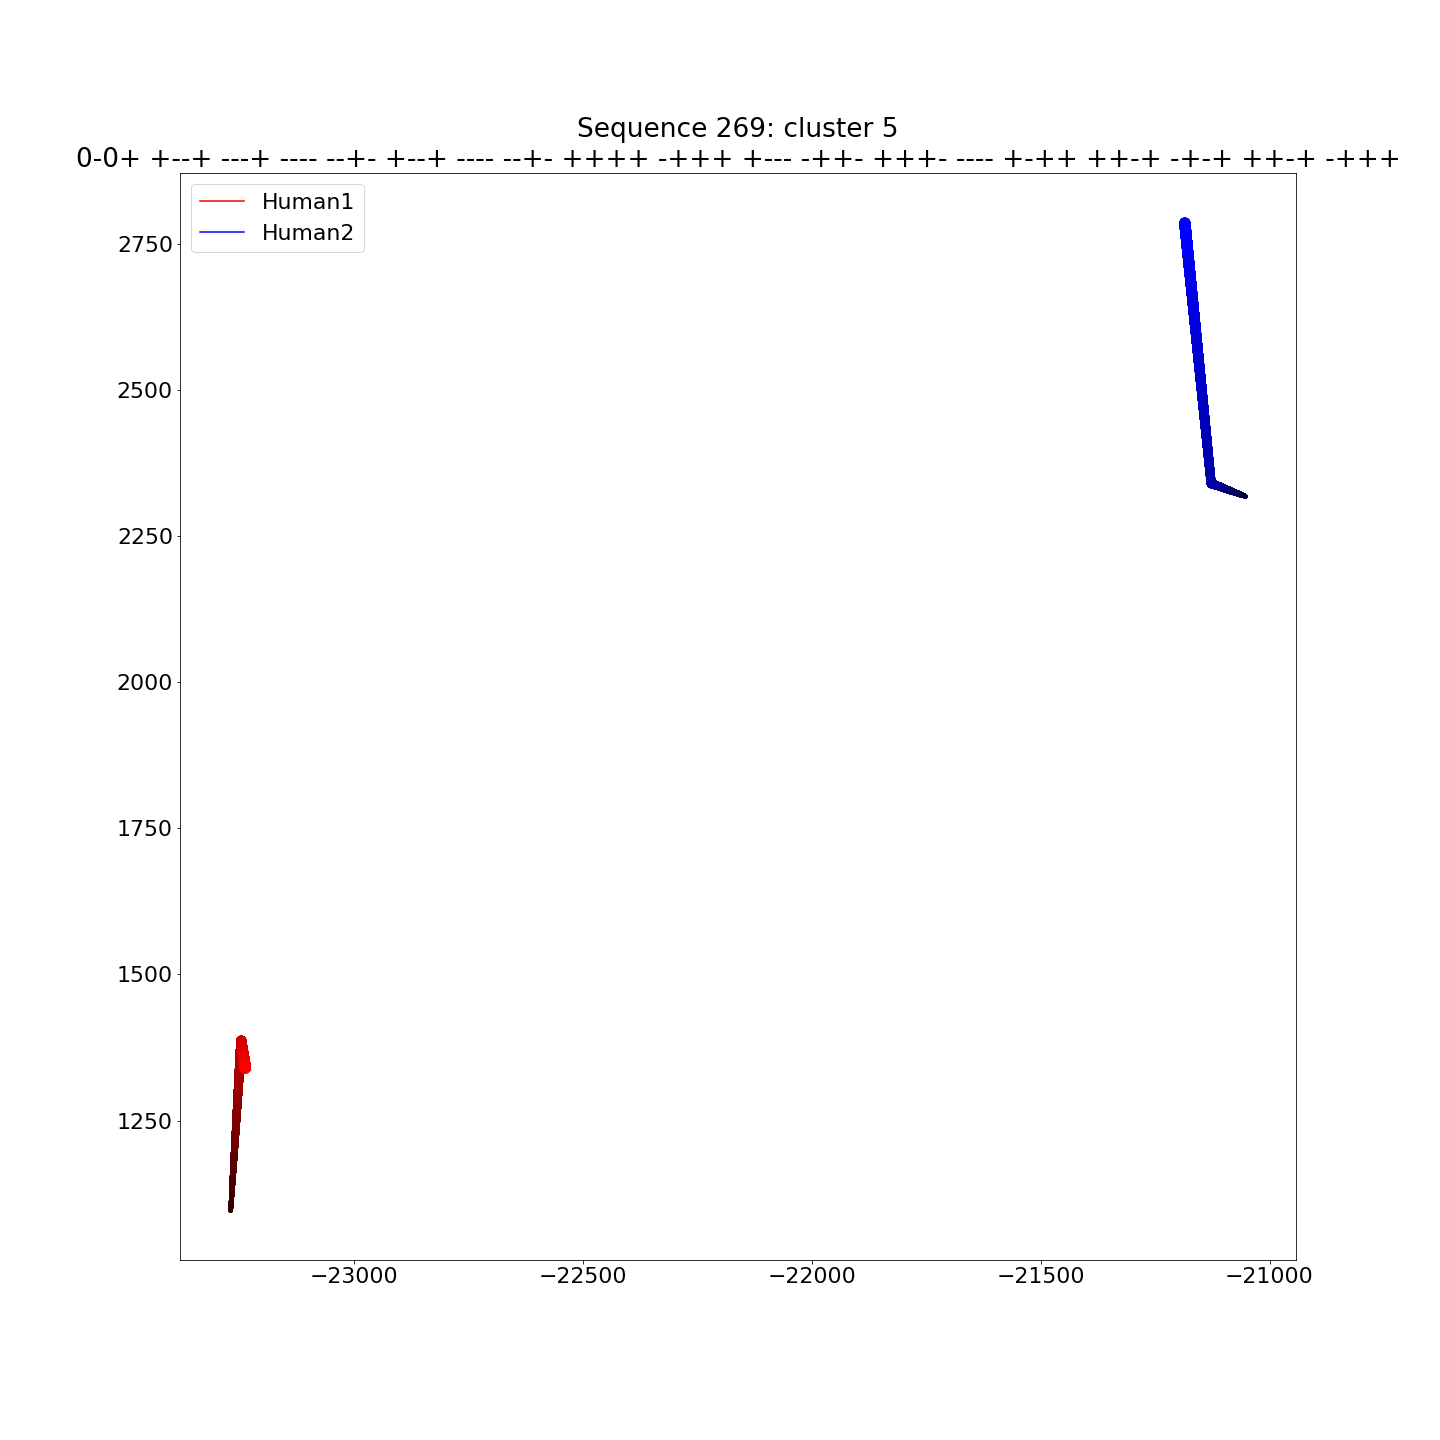 Sequence 269: cluster 5
0-0+ +--+ ---+ ---- --+- +--+ ---- --+- ++++ -+++ +--- -++- +++- ---- +-++ ++-+ -+-+ ++-+ -+++
Human1
Human2
2750
2500
2250
2000
1750
1500
1250
−23000 −22500 −22000 −21500 −21000